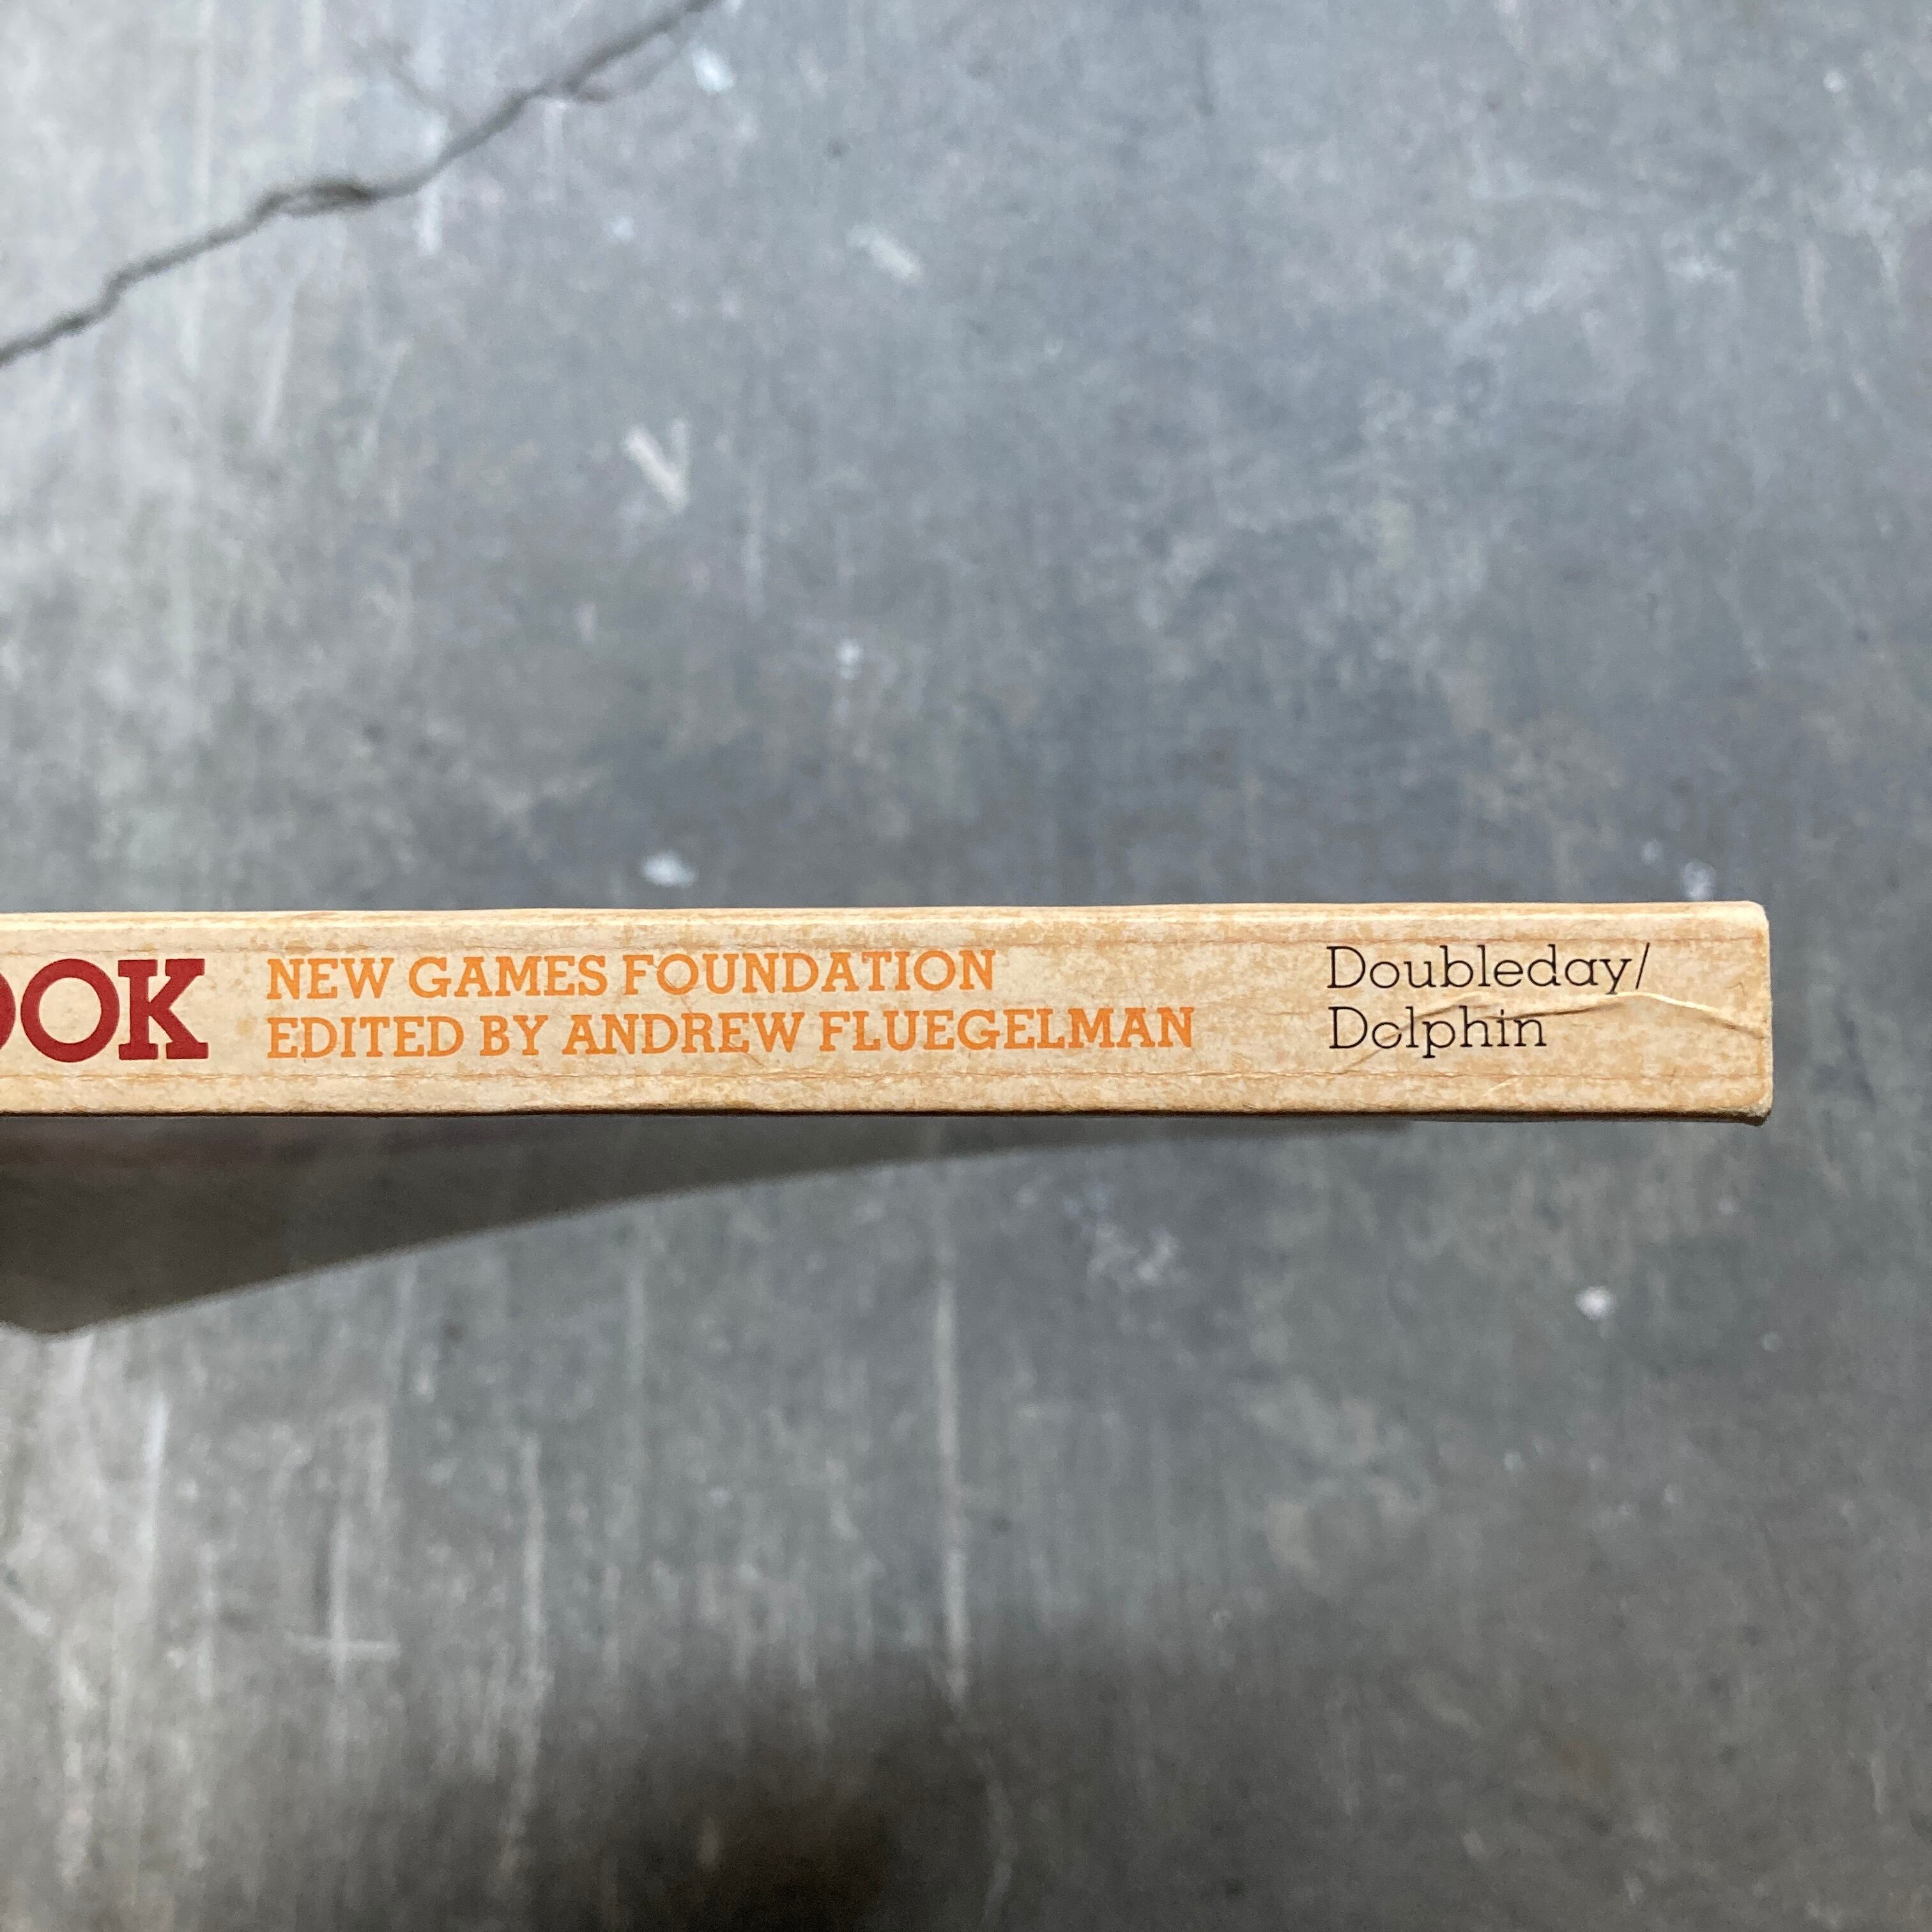 OOK
NEW GAMES FOUNDATION
EDITED BY ANDREW FLUEGELMAN
Doubleday/
Dolphin